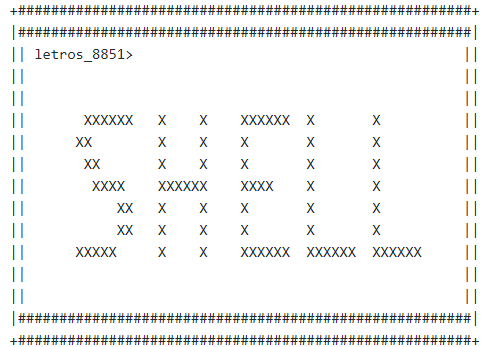 +#######################################################+
|#######################################################|
|| letros_8851>                                        ||
||                                                     ||
||                                                     ||
||       XXXXXX   X    X    XXXXXX  X       X          ||
||      XX        X    X    X       X       X          ||
||       XX       X    X    X       X       X          ||
||        XXXX    XXXXXX    XXXX    X       X          ||
||           XX   X    X    X       X       X          ||
||           XX   X    X    X       X       X          ||
||      XXXXX     X    X    XXXXXX  XXXXXX  XXXXXX     ||
||                                                     ||
||                                                     ||
|#######################################################|
+#######################################################+